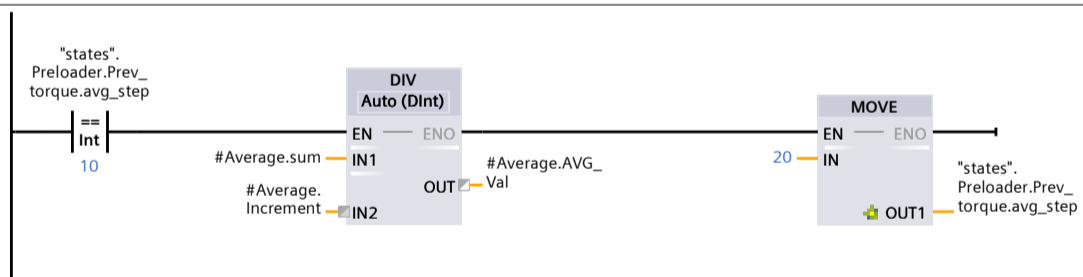 "states".
Preloader.Prev_
torque.avg_step
==
Int
10
DIV
Auto (DInt)
EN
ENO
#Average.sum
IN1
#Average.
Increment
IN2
OUT
#Average.AVG_
Val
MOVE
EN
ENO
20
IN
OUT1
"states".
Preloader.Prev_
torque.avg_step